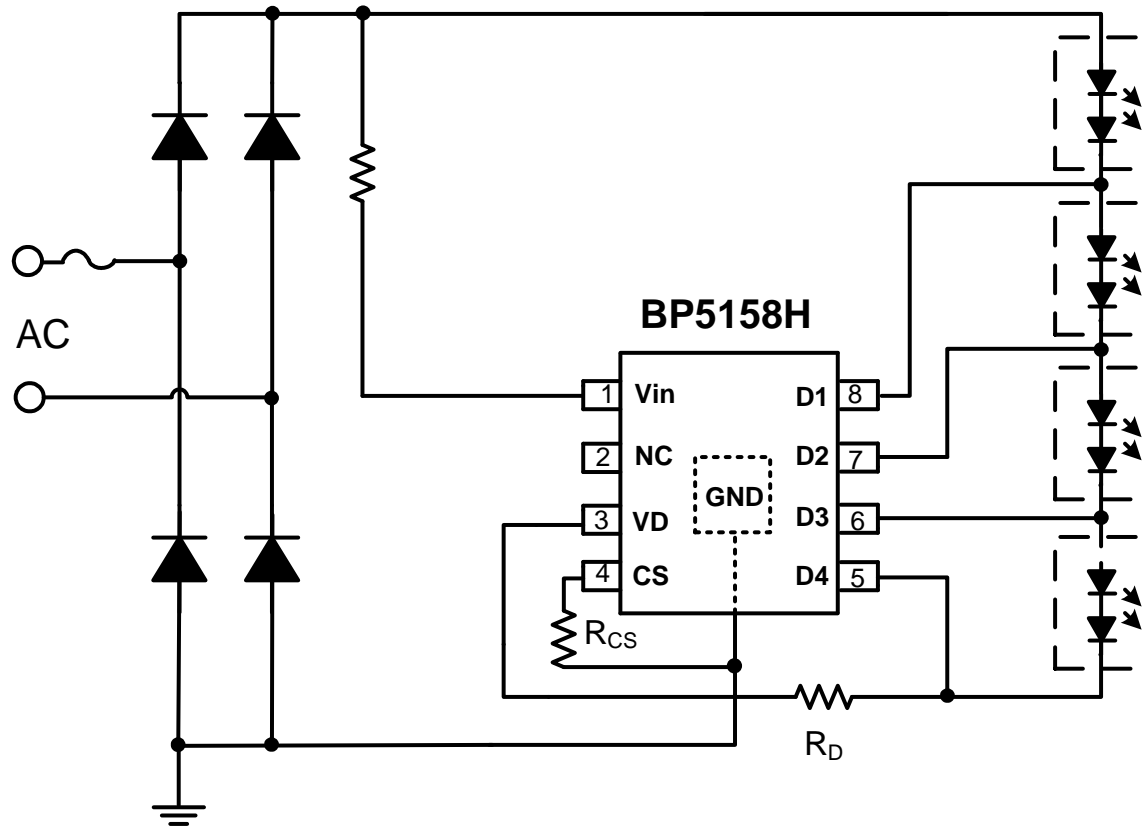 AC
BP5158H
1 Vin
2 NC
3 VD
4 CS
GND
D1 8
D2 7
D3 6
D4 5
RCS
RD